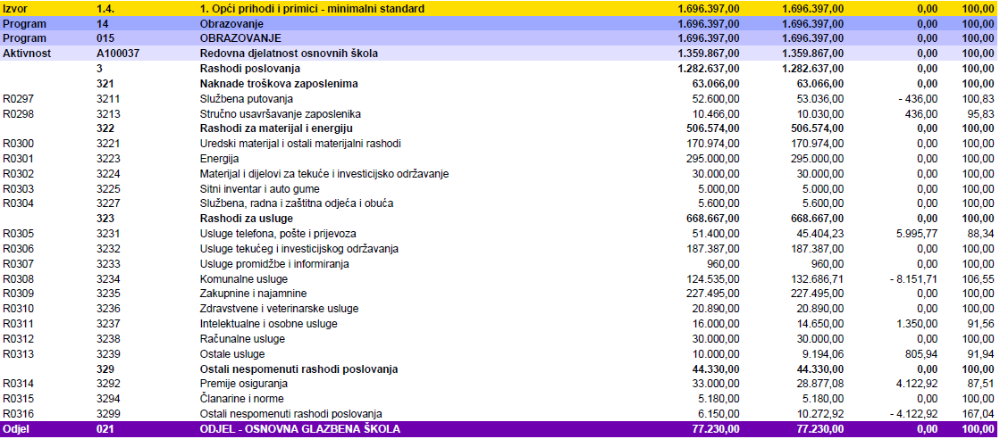 Izvor 1.4. 1. Opći prihodi i primici - minimalni standard 1.696.397,00 1.696.397,00 0,00 100,00
Program 14 Obrazovanje 1.696.397,00 1.696.397,00 0,00 100,00
Program 015 OBRAZOVANJE 1.696.397,00 1.696.397,00 0,00 100,00
Aktivnost A100037 Redovna djelatnost osnovnih škola 1.359.867,00 1.359.867,00 0,00 100,00
3 Rashodi poslovanja 1.282.637,00 1.282.637,00 0,00 100,00
321 Naknade troškova zaposlenima 63.066,00 63.066,00 0,00 100,00
R0297 3211 Službena putovanja 52.600,00 53.036,00 - 436,00 100,83
R0298 3213 Stručno usavršavanje zaposlenika 10.466,00 10.030,00 436,00 95,83
322 Rashodi za materijal i energiju 506.574,00 506.574,00 0,00 100,00
R0300 3221 Uredski materijal i ostali materijalni rashodi 170.974,00 170.974,00 0,00 100,00
R0301 3223 Energija 295.000,00 295.000,00 0,00 100,00
R0302 3224 Materijal i dijelovi za tekuće i investicijsko održavanje 30.000,00 30.000,00 0,00 100,00
R0303 3225 Sitni inventar i auto gume 5.000,00 5.000,00 0,00 100,00
R0304 3227 Službena, radna i zaštitna odjeća i obuća 5.600,00 5.600,00 0,00 100,00
323 Rashodi za usluge 668.667,00 668.667,00 0,00 100,00
R0305 3231 Usluge telefona, pošte i prijevoza 51.400,00 45.404,23 5.995,77 88,34
R0306 3232 Usluge tekućeg i investicijskog održavanja 187.387,00 187.387,00 0,00 100,00
R0307 3233 Usluge promidžbe i informiranja 960,00 960,00 0,00 100,00
R0308 3234 Komunalne usluge 124.535,00 132.686,71 - 8.151,71 106,55
R0309 3235 Zakupnine i najamnine 227.495,00 227.495,00 0,00 100,00
R0310 3236 Zdravstvene i veterinarske usluge 20.890,00 20.890,00 0,00 100,00
R0311 3237 Intelektualne i osobne usluge 16.000,00 14.650,00 1.350,00 91,56
R0312 3238 Računalne usluge 30.000,00 30.000,00 0,00 100,00
R0313 3239 Ostale usluge 10.000,00 9.194,06 805,94 91,94
329 Ostali nespomenuti rashodi poslovanja 44.330,00 44.330,00 0,00 100,00
R0314 3292 Premije osiguranja 33.000,00 28.877,08 4.122,92 87,51
R0315 3294 Članarine i norme 5.180,00 5.180,00 0,00 100,00
R0316 3299 Ostali nespomenuti rashodi poslovanja 6.150,00 10.272,92 - 4.122,92 167,04
Odjel 021 ODJEL - OSNOVNA GLAZBENA ŠKOLA 77.230,00 77.230,00 0,00 100,00